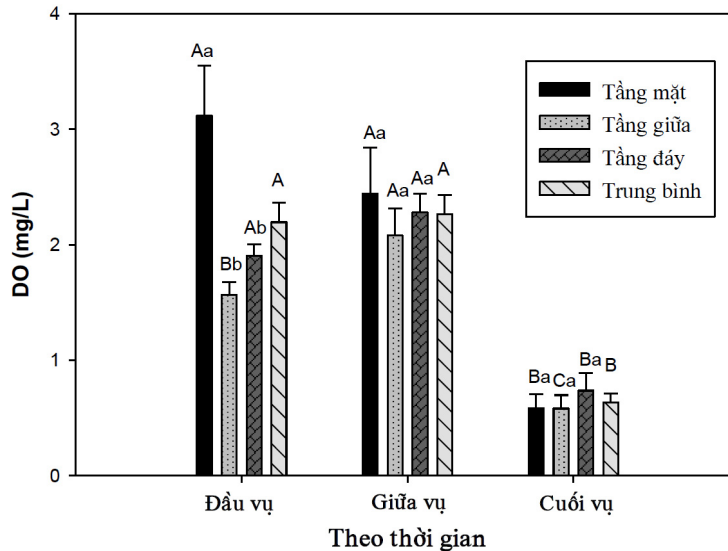 4
3
2
1
0
DO (mg/L)
Aa
Bb
Ab
A
Aa
Aa
Aa
A
Ba
Ca
Ba
B
Tầng mặt
Tầng giữa
Tầng đáy
Trung bình
Đầu vụ
Giữa vụ
Cuối vụ
Theo thời gian